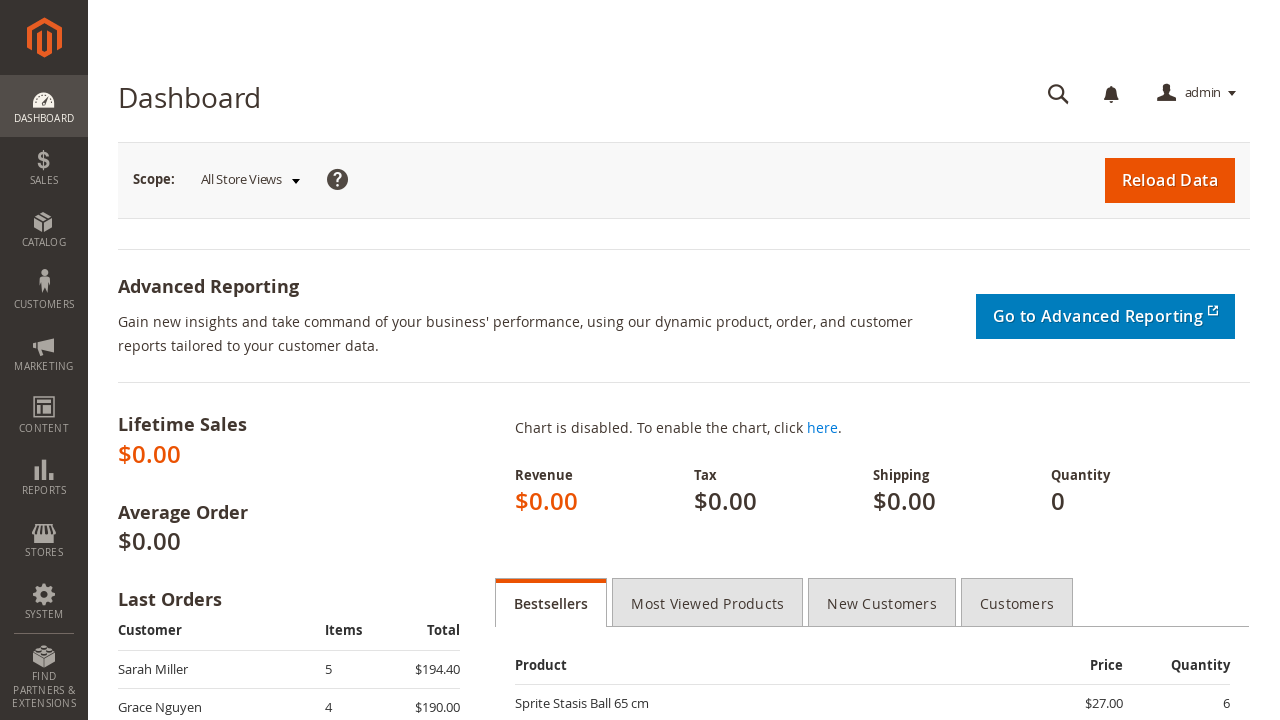 DASHBOARD
SALES
CATALOG
CUSTOMERS
MARKETING
CONTENT
REPORTS
STORES
SYSTEM
FIND
PARTNERS &
EXTENSIONS
Dashboard
admin
Scope: All Store Views ?
Reload Data
Advanced Reporting
Gain new insights and take command of your business' performance, using our dynamic product, order, and customer
reports tailored to your customer data.
Go to Advanced Reporting
Lifetime Sales
$0.00
Average Order
$0.00
Last Orders
Customer Items Total
Sarah Miller 5 $194.40
Grace Nguyen 4 $190.00
Chart is disabled. To enable the chart, click here.
Revenue Tax Shipping Quantity
$0.00 $0.00 $0.00 0
Bestsellers Most Viewed Products New Customers Customers
Product Price Quantity
Sprite Stasis Ball 65 cm $27.00 6